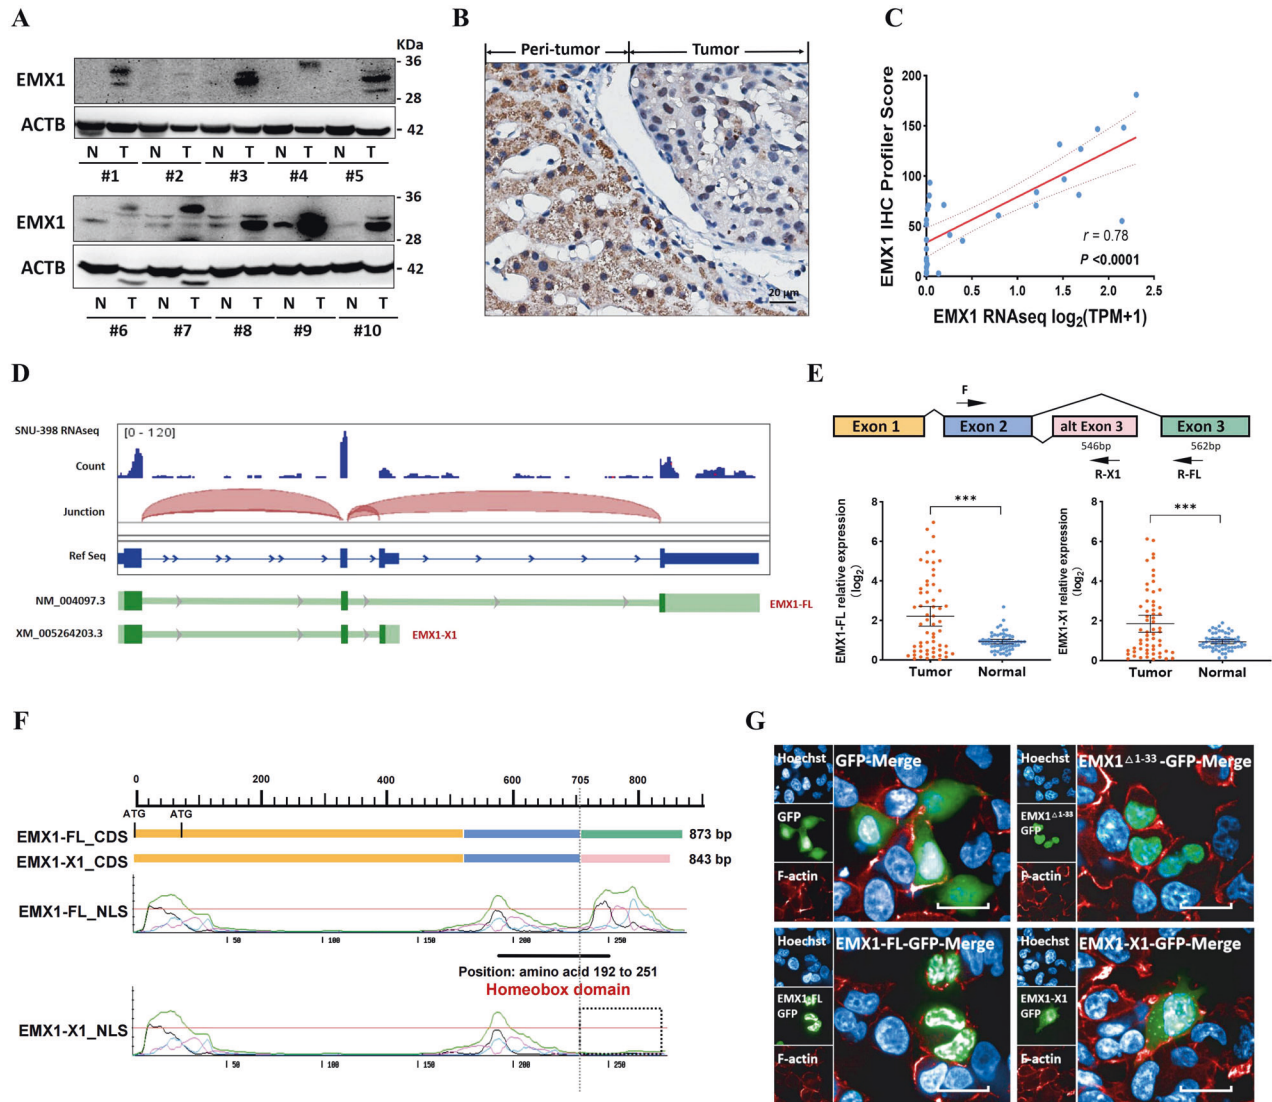 A
KDa
EMX1
- 36
- 28
ACTB
- 42
N T N T N T N T N T
#1 #2 #3 #4 #5
EMX1
- 36
- 28
ACTB
- 42
N T N T N T N T N T
#6 #7 #8 #9 #10
B
Peri-tumor Tumor
20 μm
C
EMX1 IHC Profiler Score
200
150
100
50
0
r = 0.78
P <0.0001
0.0 0.5 1.0 1.5 2.0 2.5
EMX1 RNAseq log2(TPM+1)
D
SNU-398 RNAseq
[0 - 120]
Count
Junction
Ref Seq
NM_004097.3
EMX1-FL
XM_005264203.3
EMX1-X1
E
F
Exon 1 Exon 2 alt Exon 3 Exon 3
546bp 562bp
R-X1 R-FL
EMX1-FL relative expression
(log2)
8
6
4
2
0
***
Tumor Normal
EMX1-X1 relative expression
(log2)
8
6
4
2
0
***
Tumor Normal
F
0 200 400 600 705 800
ATG ATG
EMX1-FL_CDS 873 bp
EMX1-X1_CDS 843 bp
EMX1-FL_NLS
50 100 150 200 250
Position: amino acid 192 to 251
Homeobox domain
EMX1-X1_NLS
50 100 150 200 250
G
Hoechst
GFP-Merge
GFP
F-actin
Hoechst
EMX1△1-33-GFP-Merge
EMX1△1-33
GFP
F-actin
Hoechst
EMX1-FL-GFP-Merge
EMX1-FL
GFP
F-actin
Hoechst
EMX1-X1-GFP-Merge
EMX1-X1
GFP
F-actin